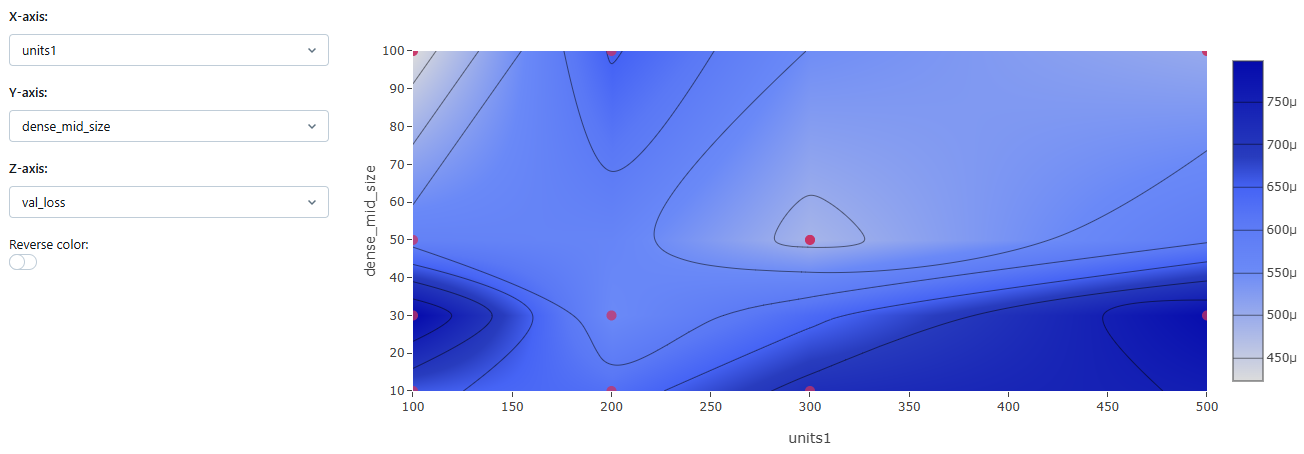 X-axis:
units1
Y-axis:
dense_mid_size
Z-axis:
val_loss
Reverse color:
dense_mid_size
100
90
80
70
60
50
40
30
20
10
100 150 200 250 300 350 400 450 500
units1
750μ
700μ
650μ
600μ
550μ
500μ
450μ